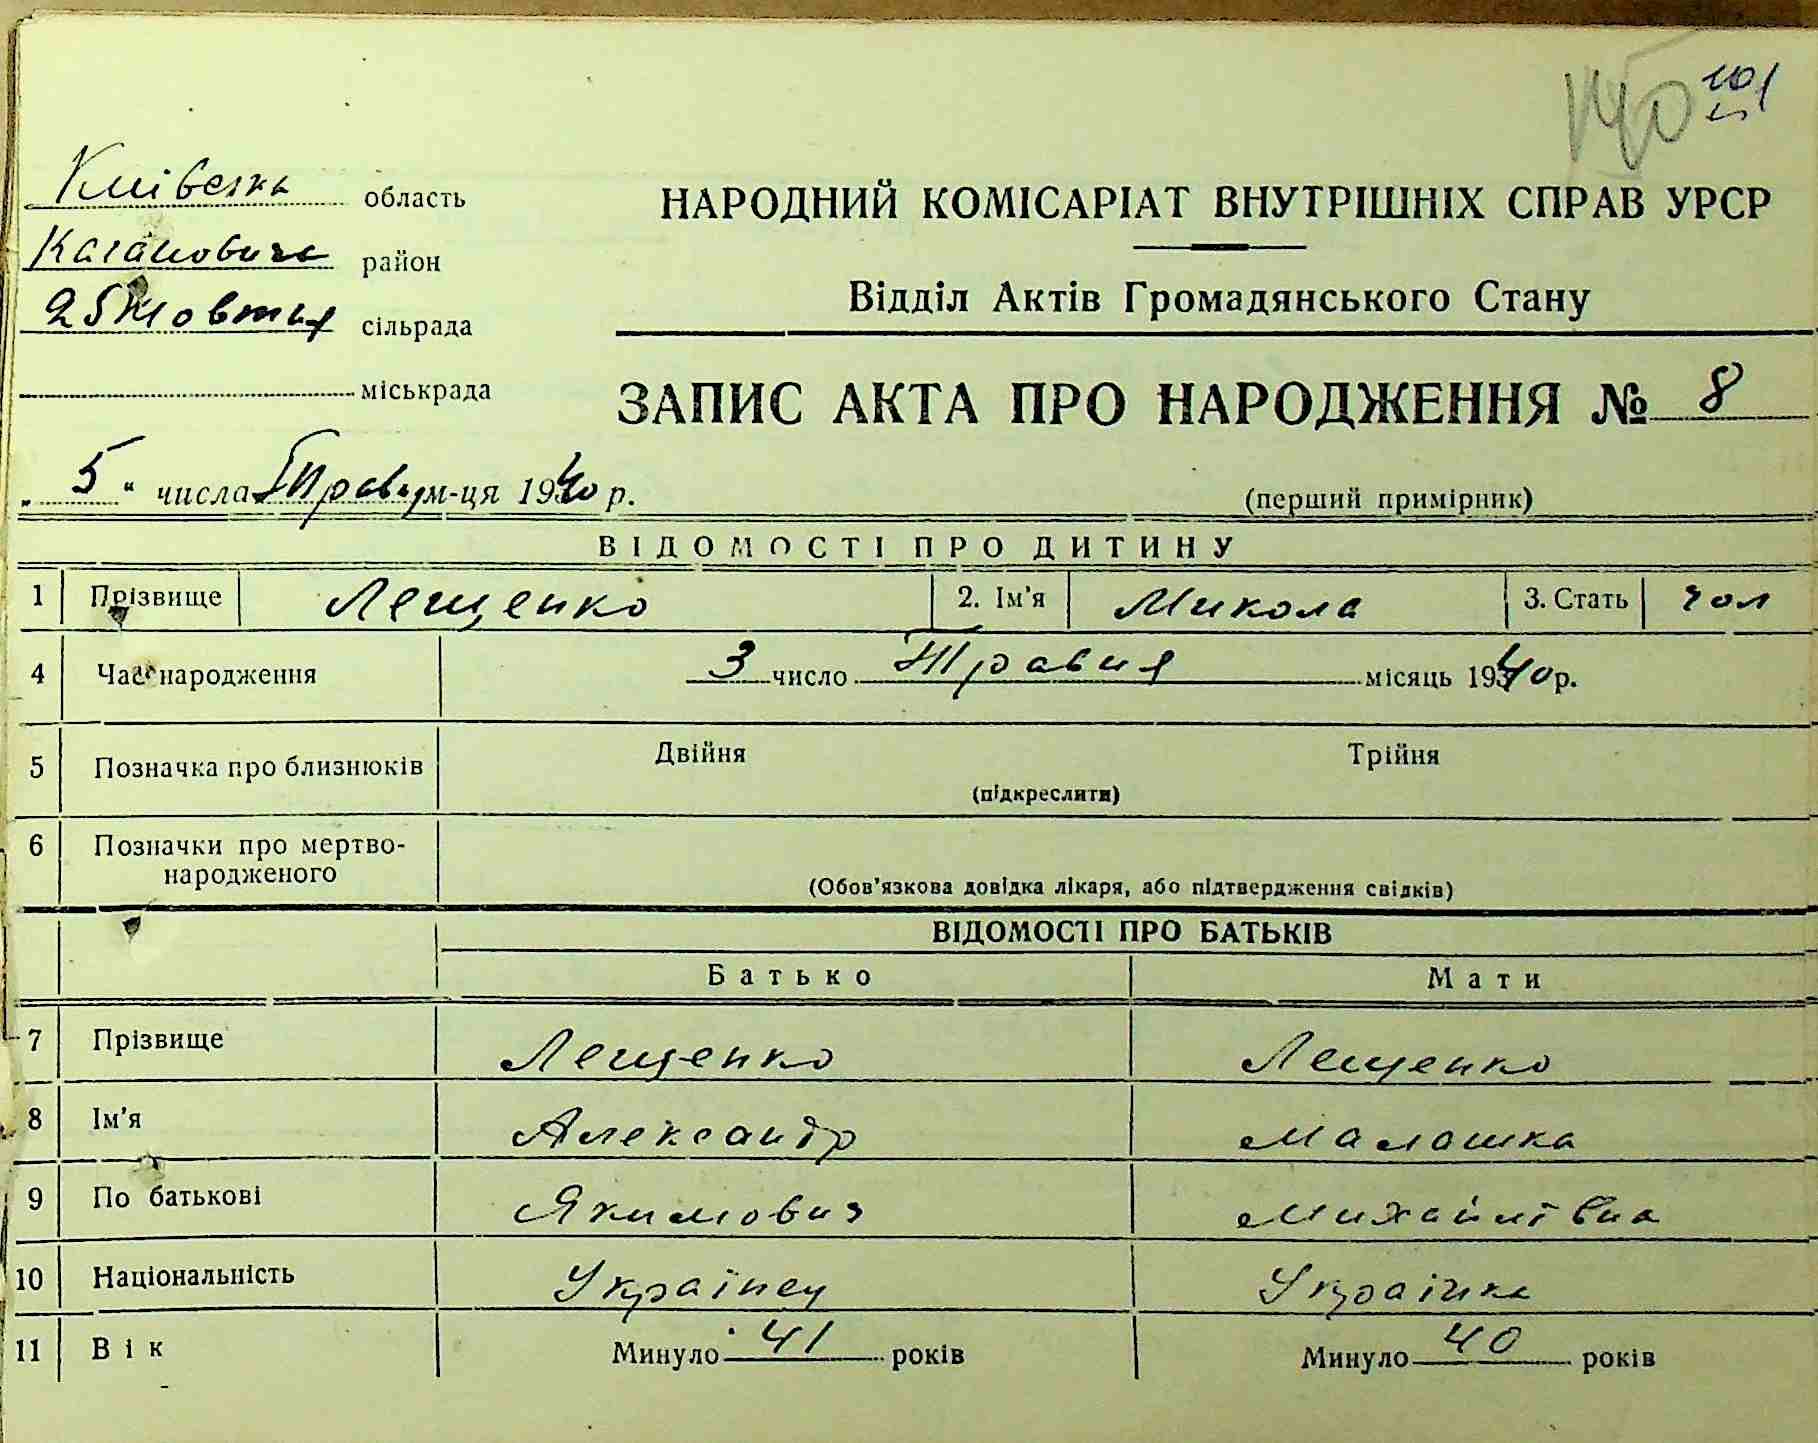 101
Київська область
НАРОДНИЙ КОМІСАРІАТ ВНУТРІШНІХ СПРАВ УРСР
Кагановича район
Відділ Актів Громадянського Стану
25 Жовтня сільрада
міськрада
ЗАПИС АКТА ПРО НАРОДЖЕННЯ № 8
„ 5 “ числа Травня м-ця 1940 р.
(перший примірник)
ВІДОМОСТІ ПРО ДИТИНУ
1 Прізвище Лещенко 2. Ім'я Микола 3. Стать чол
4 Час народження 3 число Травня місяць 1940 р.
5 Позначка про близнюків Двійня Трійня
(підкреслити)
6 Позначки про мертво-
народженого
(Обов'язкова довідка лікаря, або підтвердження свідків)
ВІДОМОСТІ ПРО БАТЬКІВ
Батько Мати
7 Прізвище Лещенко Лещенко
8 Ім'я Александр Малашка
9 По батькові Якимович Михайлівна
10 Національність Українец Українка
11 Вік Минуло 41 років Минуло 40 років